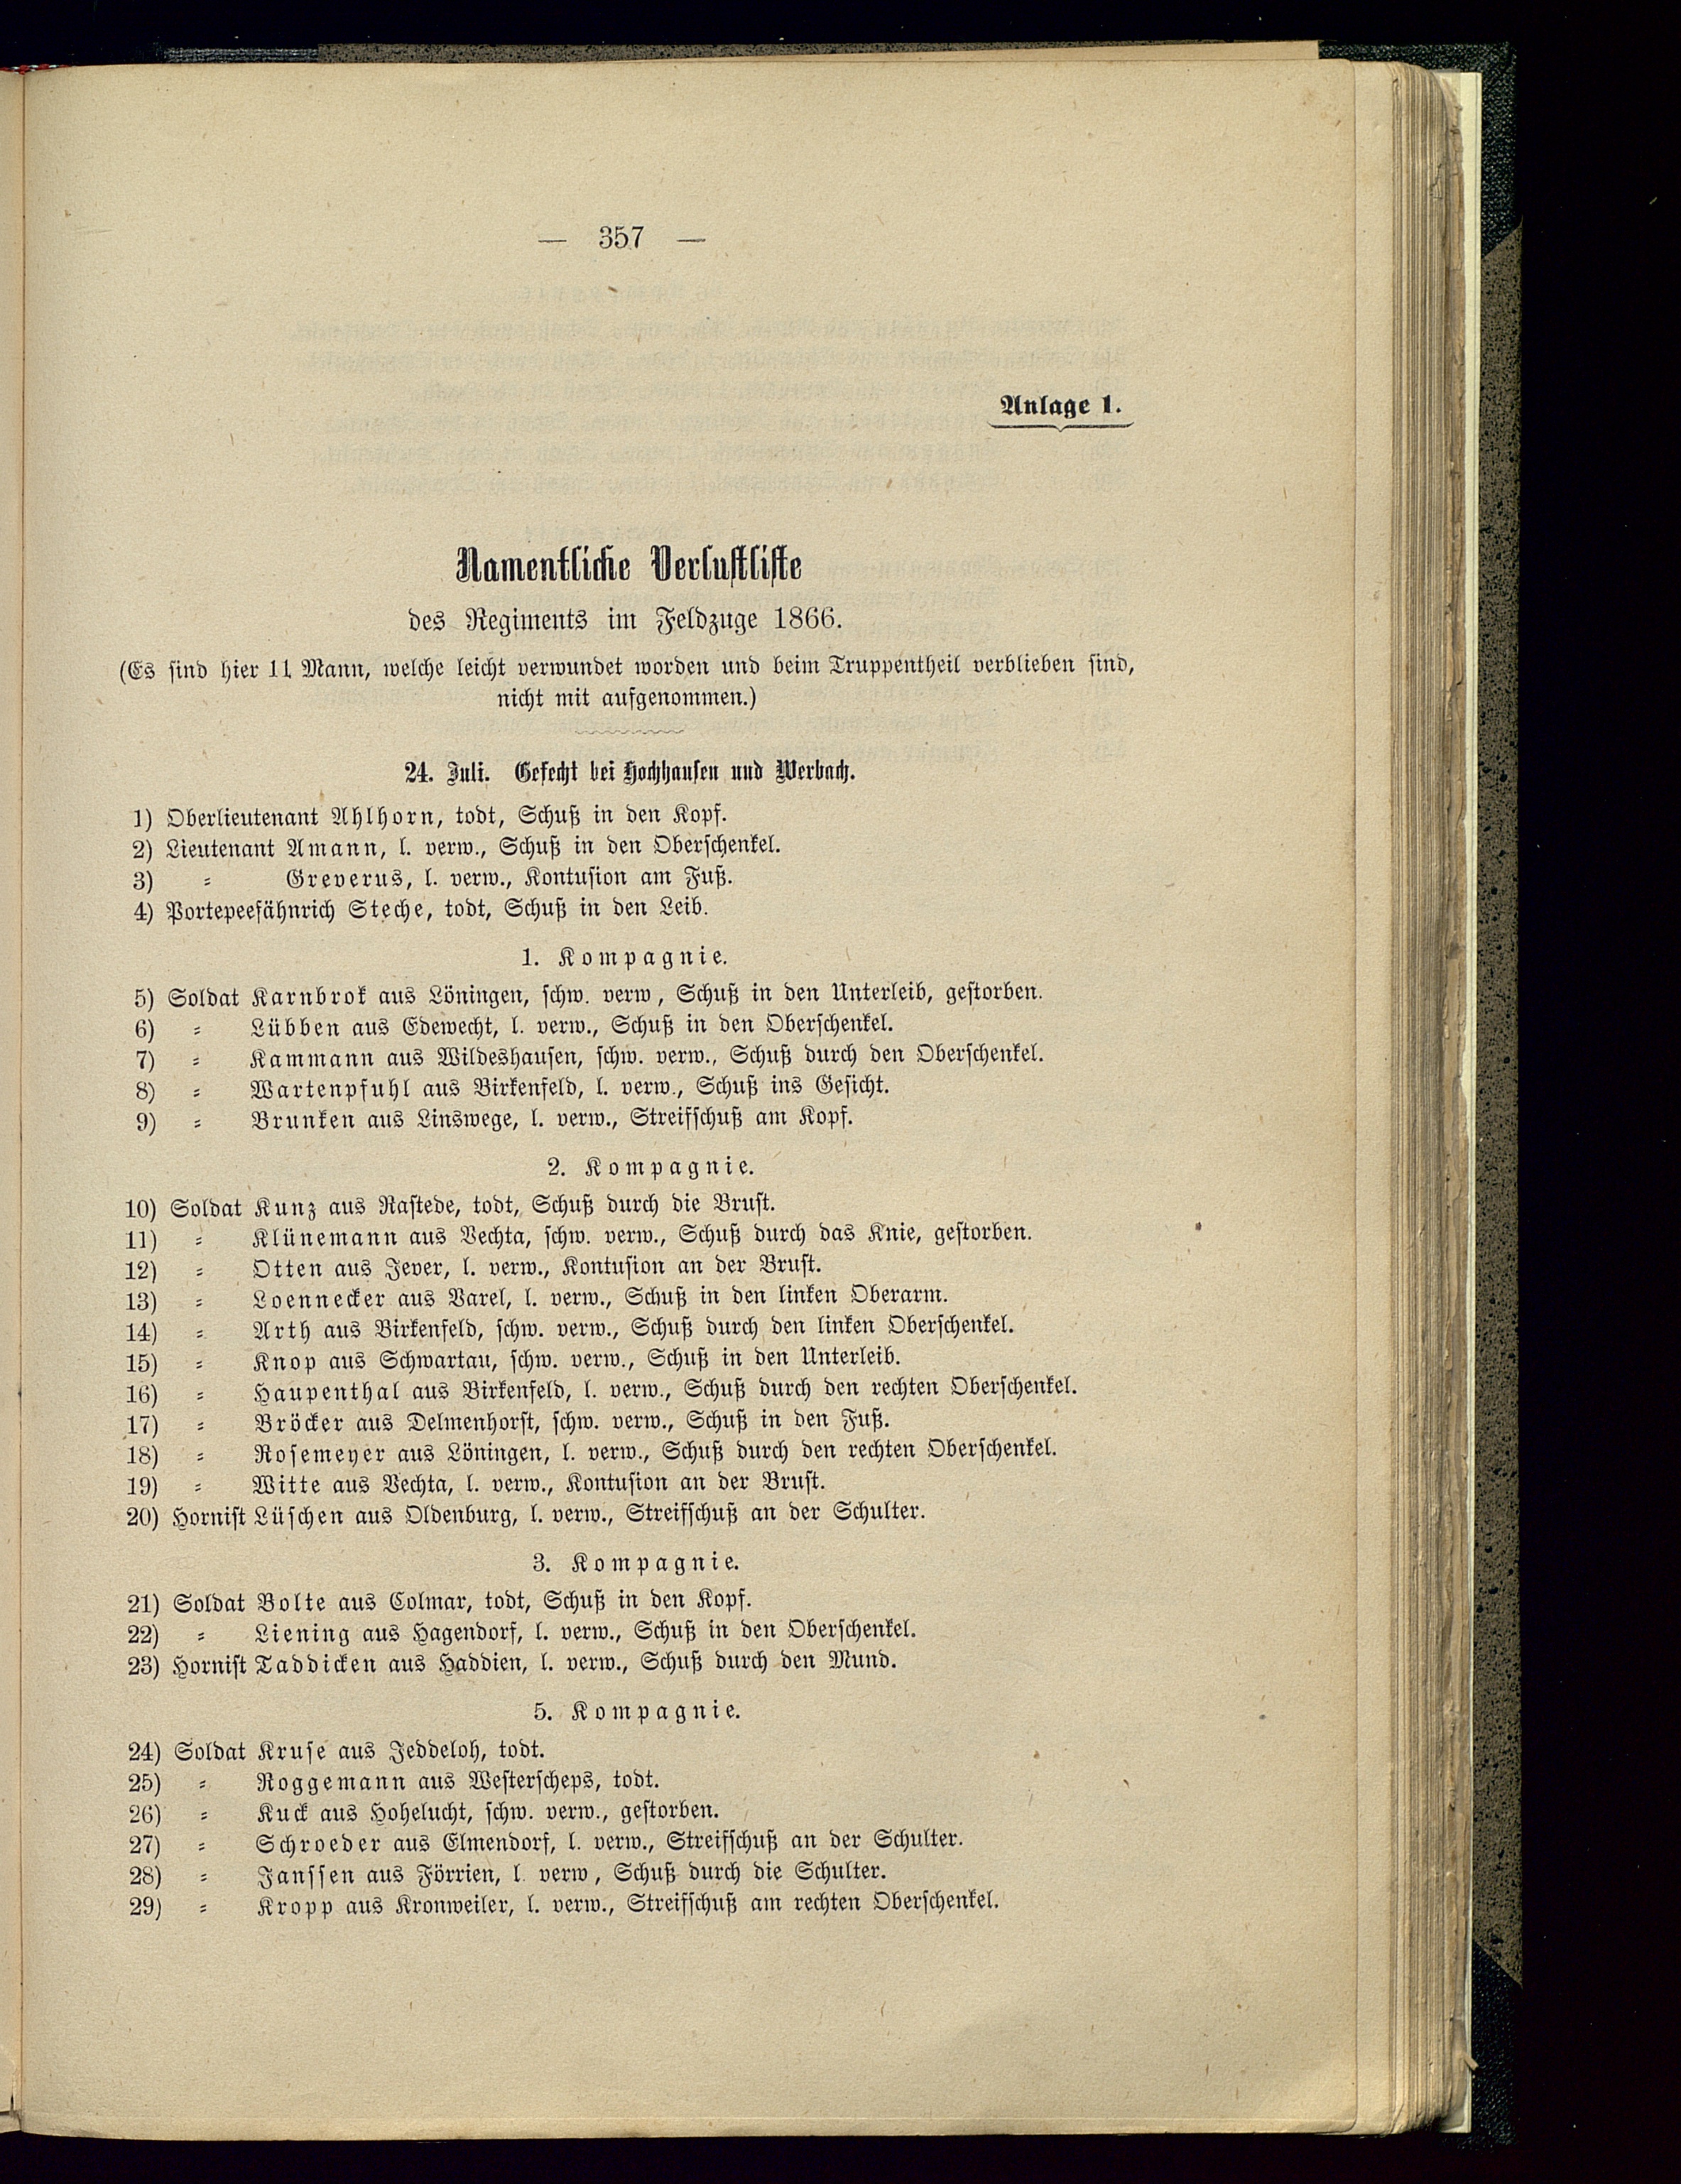 — 357 —
Anlage 1.
Namentliche Verlustliste
des Regiments im Feldzuge 1866.
(Es sind hier 11 Mann, welche leicht verwundet worden und beim Truppentheil verblieben sind,
nicht mit aufgenommen.)
24. Juli. Gefecht bei Hochhausen und Werbach.
1) Oberlieutenant Ahlhorn, todt, Schuß in den Kopf.
2) Lieutenant Amann, l. verw., Schuß in den Oberschenkel.
3) " Greverus, l. verw., Kontusion am Fuß.
4) Portepeefähnrich Steche, todt, Schuß in den Leib.
1. Kompagnie.
5) Soldat Karnbrok aus Löningen, schw. verw, Schuß in den Unterleib, gestorben.
6) " Lübben aus Edewecht, l. verw., Schuß in den Oberschenkel.
7) " Kammann aus Wildeshausen, schw. verw., Schuß durch den Oberschenkel.
8) " Wartenpfuhl aus Birkenfeld, l. verw., Schuß ins Gesicht.
9) " Brunken aus Linswege, l. verw., Streifschuß am Kopf.
2. Kompagnie.
10) Soldat Kunz aus Rastede, todt, Schuß durch die Brust.
11) " Klünemann aus Vechta, schw. verw., Schuß durch das Knie, gestorben.
12) " Otten aus Jever, l. verw., Kontusion an der Brust.
13) " Loennecker aus Varel, l. verw., Schuß in den linken Oberarm.
14) " Arth aus Birkenfeld, schw. verw., Schuß durch den linken Oberschenkel.
15) " Knop aus Schwartau, schw. verw., Schuß in den Unterleib.
16) " Haupenthal aus Birkenfeld, l. verw., Schuß durch den rechten Oberschenkel.
17) " Bröcker aus Delmenhorst, schw. verw., Schuß in den Fuß.
18) " Rosemeyer aus Löningen, l. verw., Schuß durch den rechten Oberschenkel.
19) " Witte aus Vechta, l. verw., Kontusion an der Brust.
20) Hornist Lüschen aus Oldenburg, l. verw., Streifschuß an der Schulter.
3. Kompagnie.
21) Soldat Bolte aus Colmar, todt, Schuß in den Kopf.
22) " Liening aus Hagendorf, l. verw., Schuß in den Oberschenkel.
23) Hornist Taddicken aus Haddien, l. verw., Schuß durch den Mund.
5. Kompagnie.
24) Soldat Kruse aus Jeddeloh, todt.
25) " Roggemann aus Westerscheps, todt.
26) " Kuck aus Hohelucht, schw. verw., gestorben.
27) " Schroeder aus Elmendorf, l. verw., Streifschuß an der Schulter.
28) " Janssen aus Förrien, l. verw, Schuß durch die Schulter.
29) " Kropp aus Kronweiler, l. verw., Streifschuß am rechten Oberschenkel.